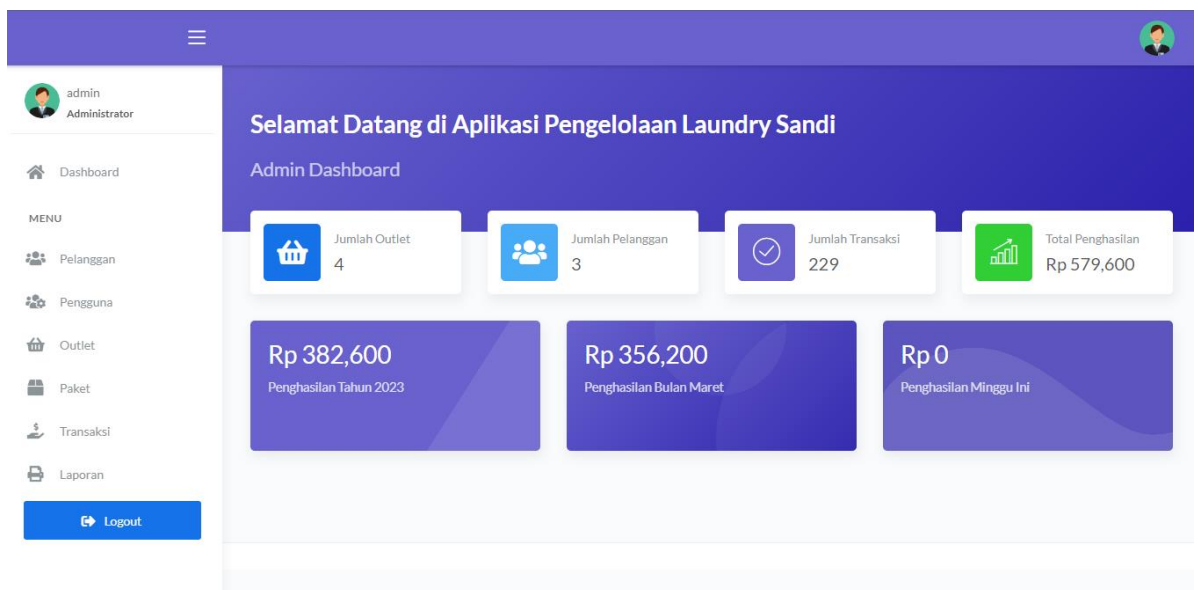 admin
Administrator
Dashboard
MENU
Pelanggan
Pengguna
Outlet
Paket
Transaksi
Laporan
Logout
Selamat Datang di Aplikasi Pengelolaan Laundry Sandi
Admin Dashboard
Jumlah Outlet
4
Jumlah Pelanggan
3
Jumlah Transaksi
229
Total Penghasilan
Rp 579,600
Rp 382,600
Penghasilan Tahun 2023
Rp 356,200
Penghasilan Bulan Maret
Rp 0
Penghasilan Minggu Ini